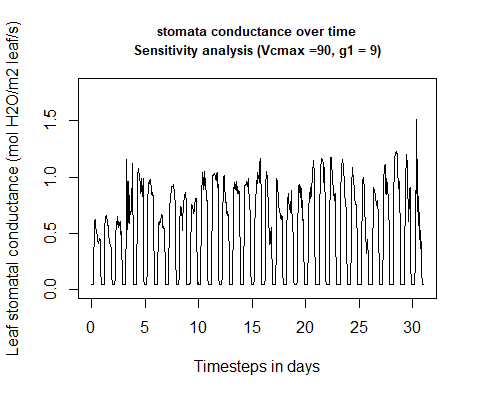 stomata conductance over time
Sensitivity analysis (Vcmax =90, g1 = 9)
Leaf stomatal conductance (mol H2O/m2 leaf/s)
1.5
1.0
0.5
0.0
0 5 10 15 20 25 30
Timesteps in days